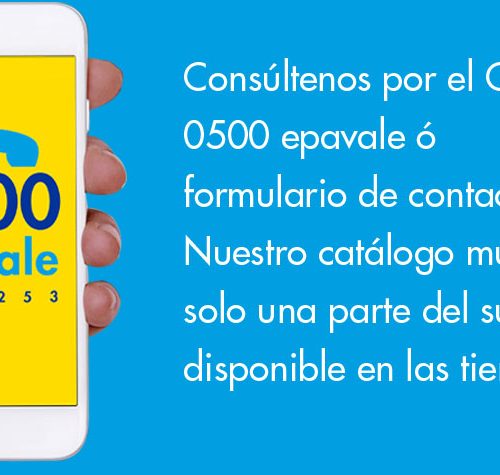 00
ale
2 5 3
Consúltenos por el
0500 epavale ó
formulario de contac
Nuestro catálogo mu
solo una parte del su
disponible en las tien